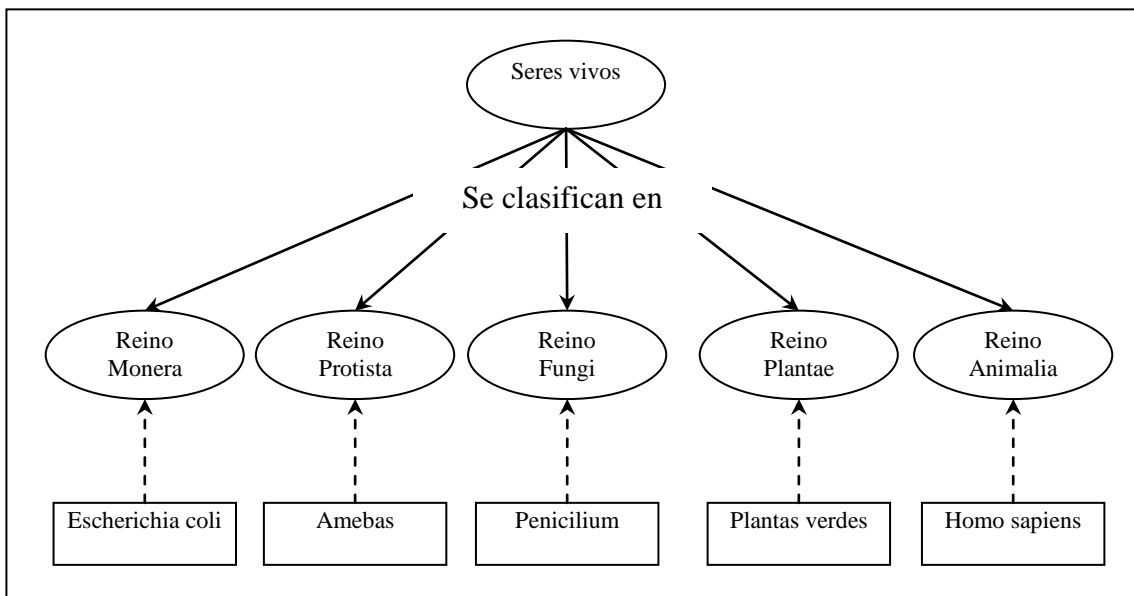 Seres vivos
Se clasifican en
Reino
Monera
Reino
Protista
Reino
Fungi
Reino
Plantae
Reino
Animalia
Escherichia coli
Amebas
Penicilium
Plantas verdes
Homo sapiens